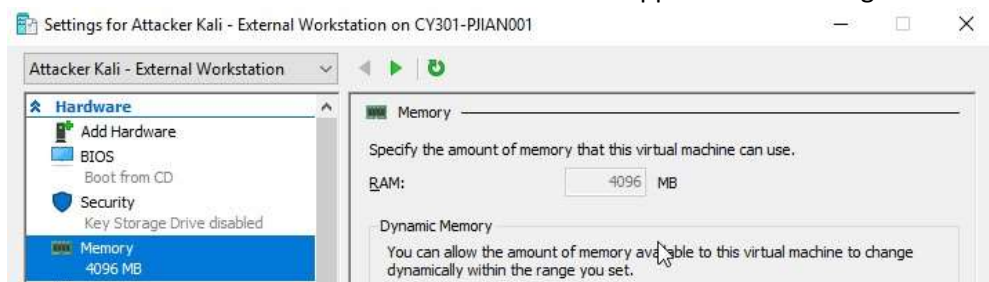 Settings for Attacker Kali - External Workstation on CY301-PJIAN001
Attacker Kali - External Workstation
Hardware
Add Hardware
BIOS
Boot from CD
Security
Key Storage Drive disabled
Memory
4096 MB
Memory
Specify the amount of memory that this virtual machine can use.
RAM: 4096 MB
Dynamic Memory
You can allow the amount of memory available to this virtual machine to change
dynamically within the range you set.